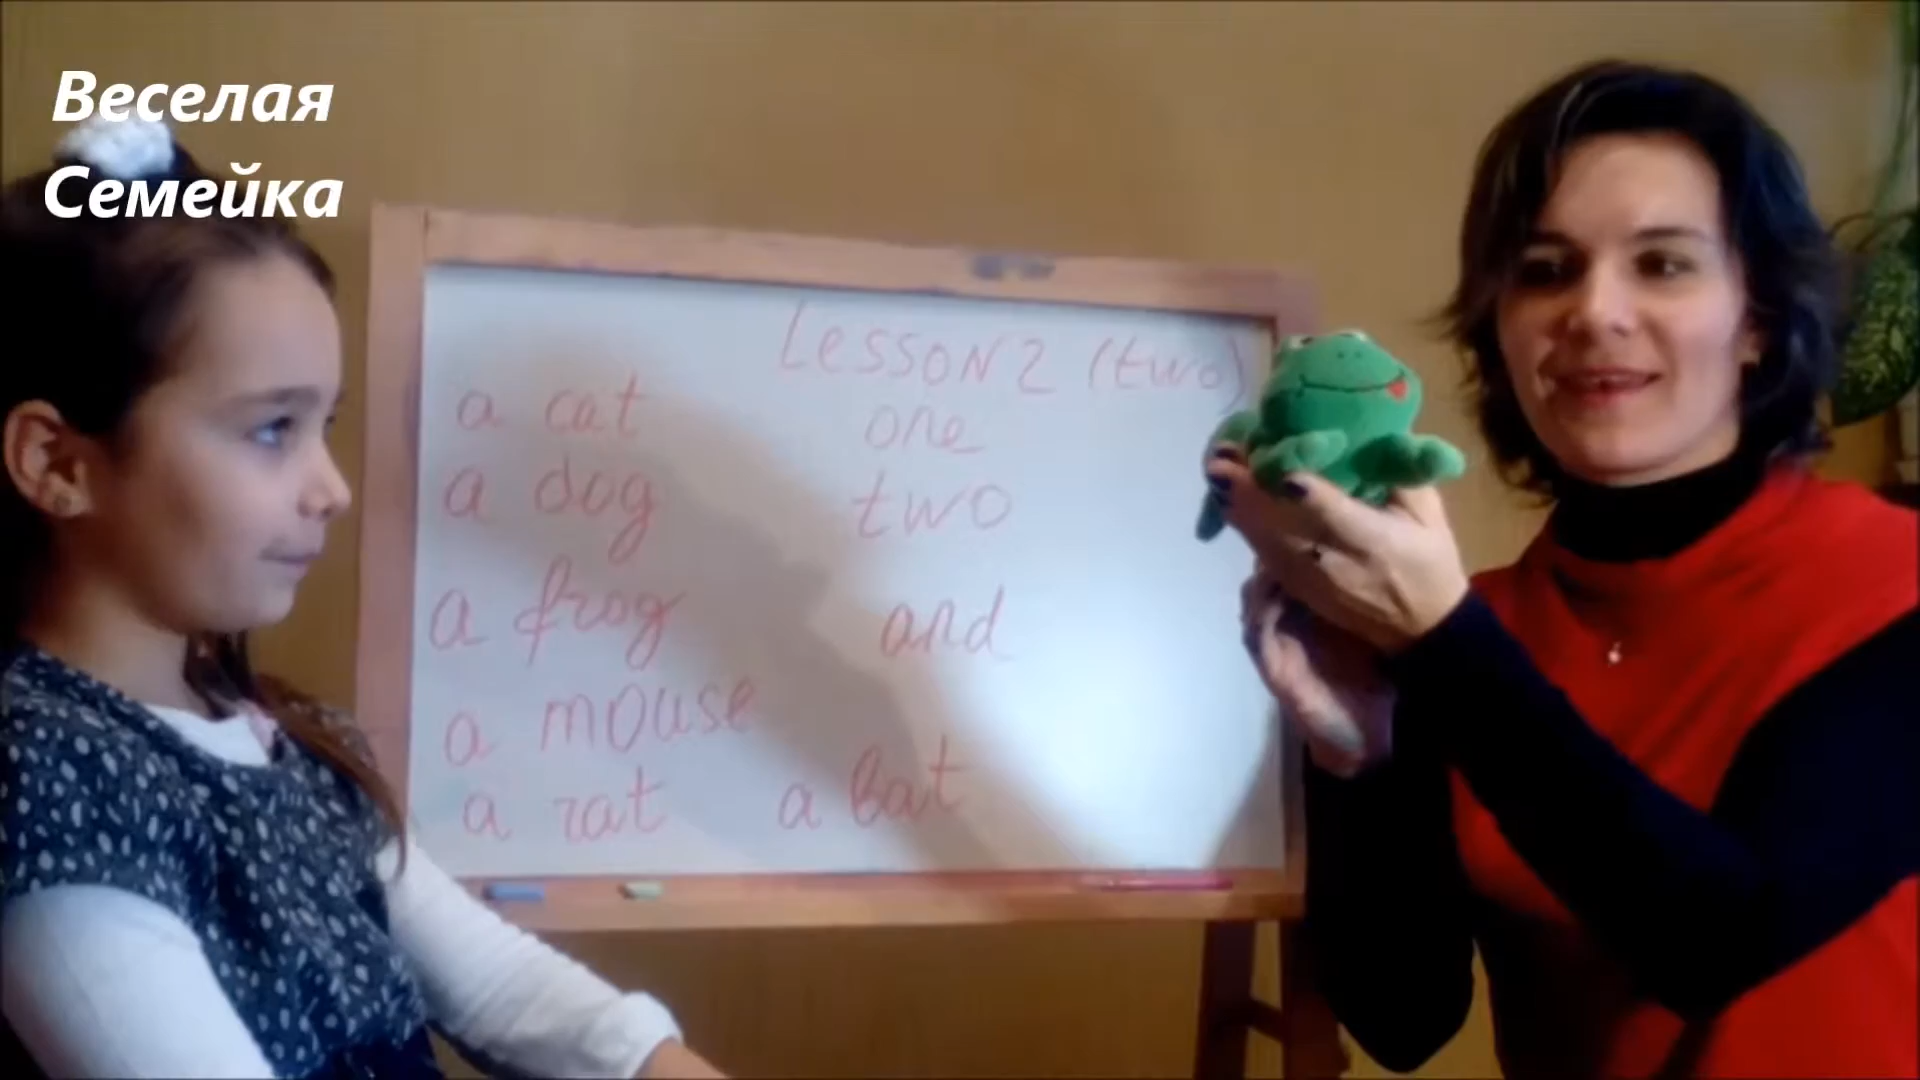 Веселая
Семейка
Lesson 2 (two)
a cat one
a dog two
a frog and
a mouse
a rat a bat